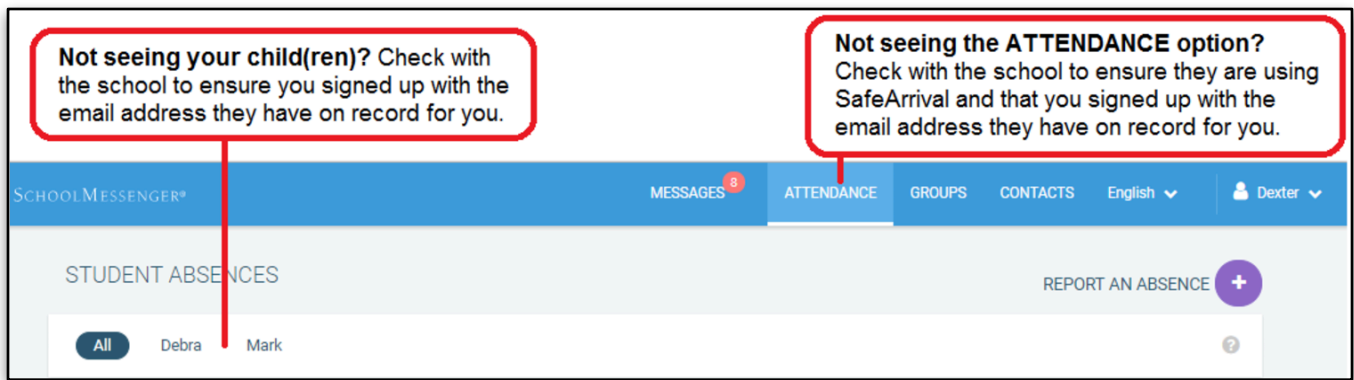 Not seeing your child(ren)? Check with
the school to ensure you signed up with the
email address they have on record for you.
Not seeing the ATTENDANCE option?
Check with the school to ensure they are using
SafeArrival and that you signed up with the
email address they have on record for you.
SCHOOLMESSENGER® MESSAGES 8 ATTENDANCE GROUPS CONTACTS English Dexter
STUDENT ABSENCES REPORT AN ABSENCE +
All Debra Mark ?